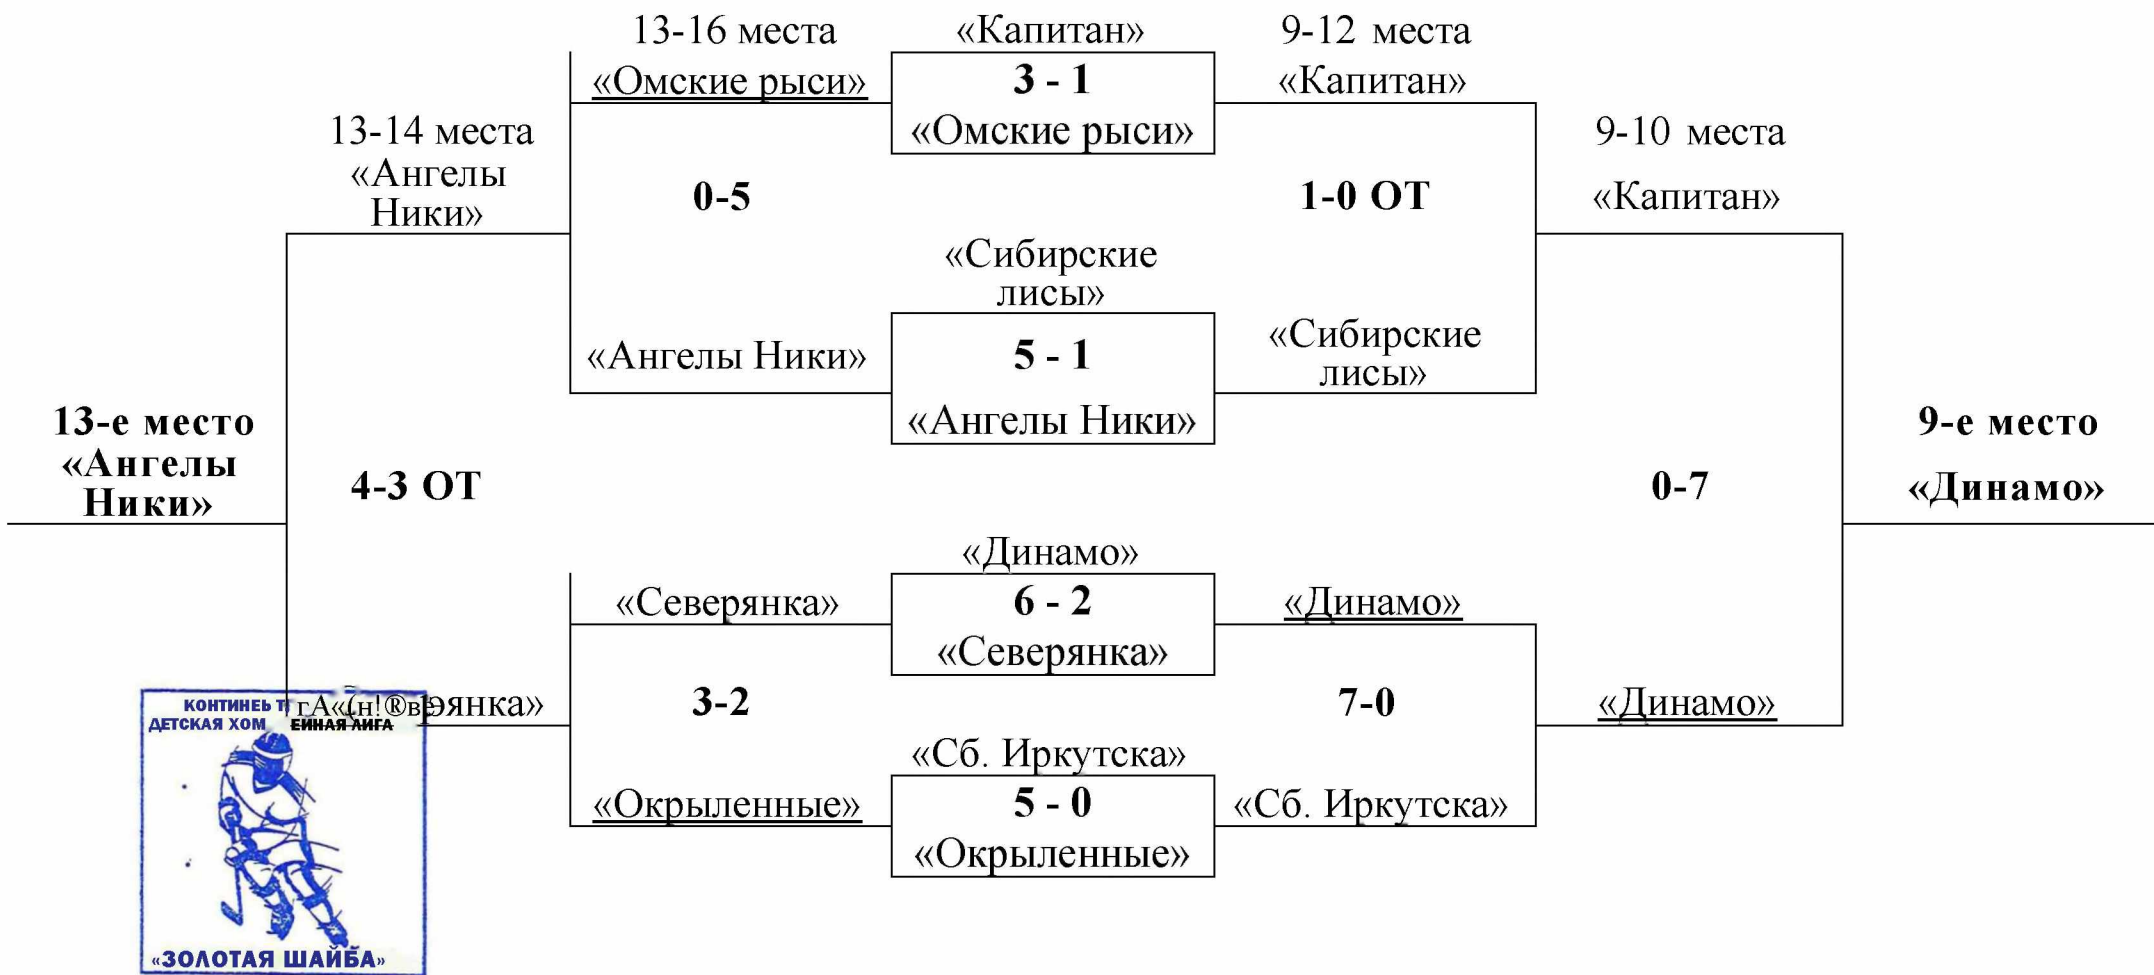 13-16 места
«Капитан»
9-12 места
«Омские рыси»
3 - 1
«Капитан»
13-14 места
«Омские рыси»
9-10 места
«Ангелы
Ники»
0-5
1-0 ОТ
«Капитан»
«Сибирские
лисы»
«Ангелы Ники»
5 - 1
«Сибирские
лисы»
13-е место
«Ангелы
Ники»
«Ангелы Ники»
9-е место
4-3 ОТ
0-7
«Динамо»
«Динамо»
«Северянка»
6 - 2
«Динамо»
«Северянка»
3-2
7-0
«Динамо»
ДЕТСКАЯ
ЛИГА
«Сб. Иркутска»
«Окрыленные»
5 - 0
«Сб. Иркутска»
«Окрыленные»
«ЗОЛОТАЯ ШАЙБА»